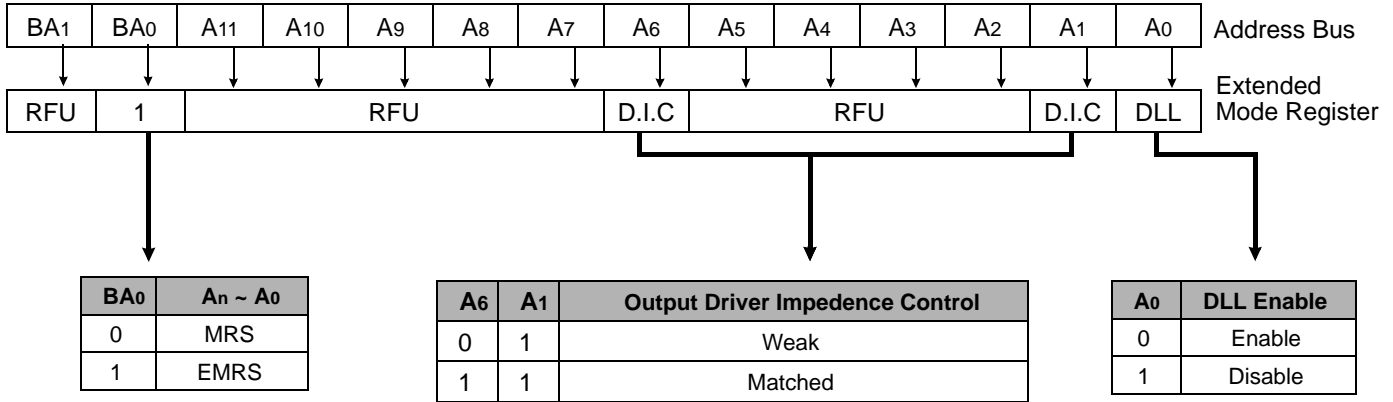 BA1 BA0 A11 A10 A9 A8 A7 A6 A5 A4 A3 A2 A1 A0 Address Bus
RFU 1 RFU D.I.C RFU D.I.C DLL Extended
Mode Register
BA0 An ~ A0
0 MRS
1 EMRS
A6 A1 Output Driver Impedence Control
0 1 Weak
1 1 Matched
A0 DLL Enable
0 Enable
1 Disable